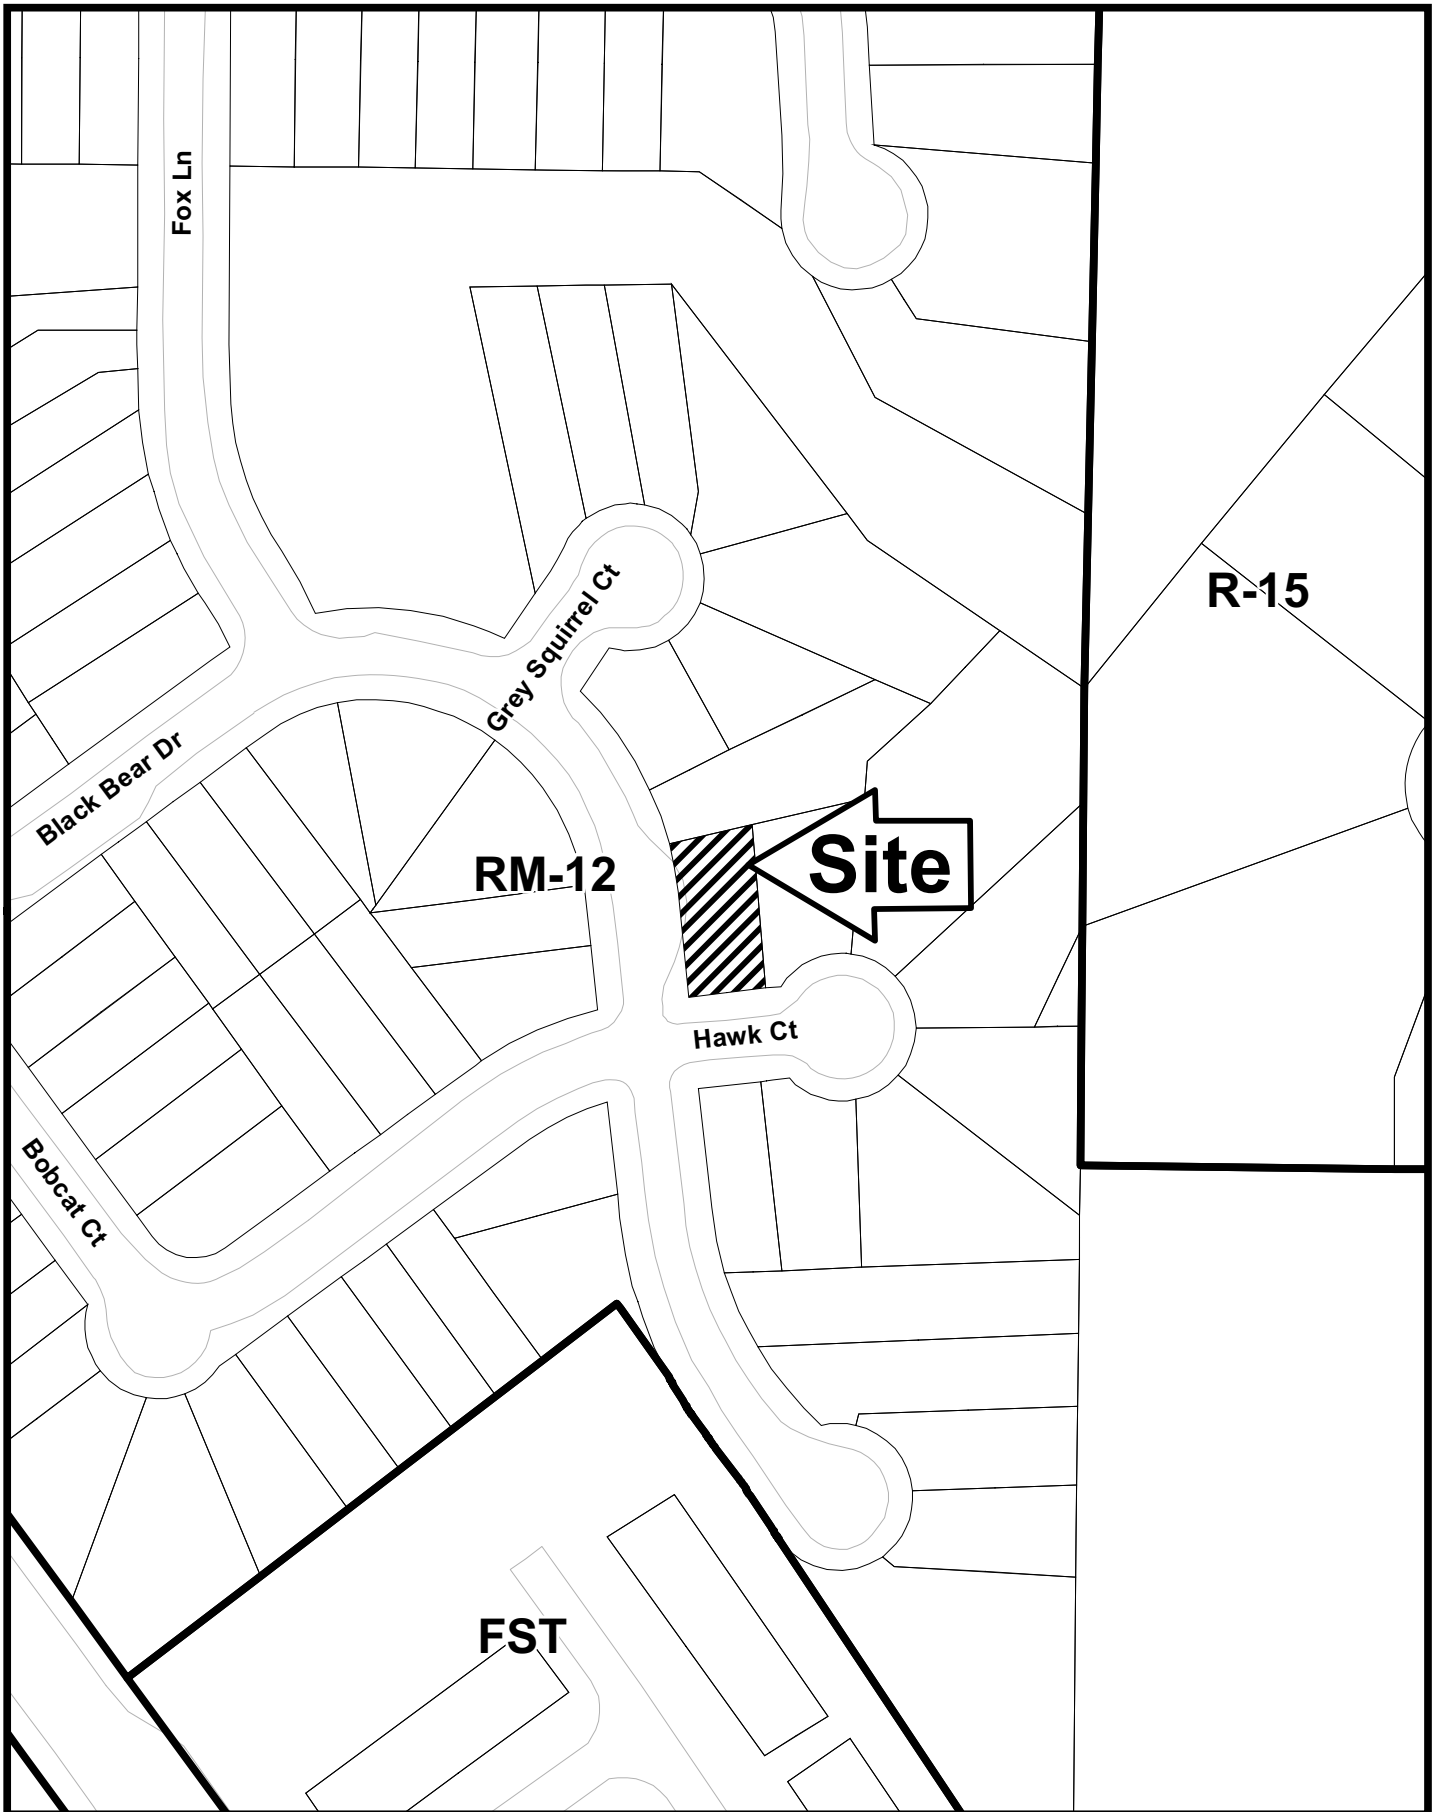 Fox Ln
R-15
Grey Squirrel Ct
Black Bear Dr
RM-12
Site
Hawk Ct
Bobcat Ct
FST